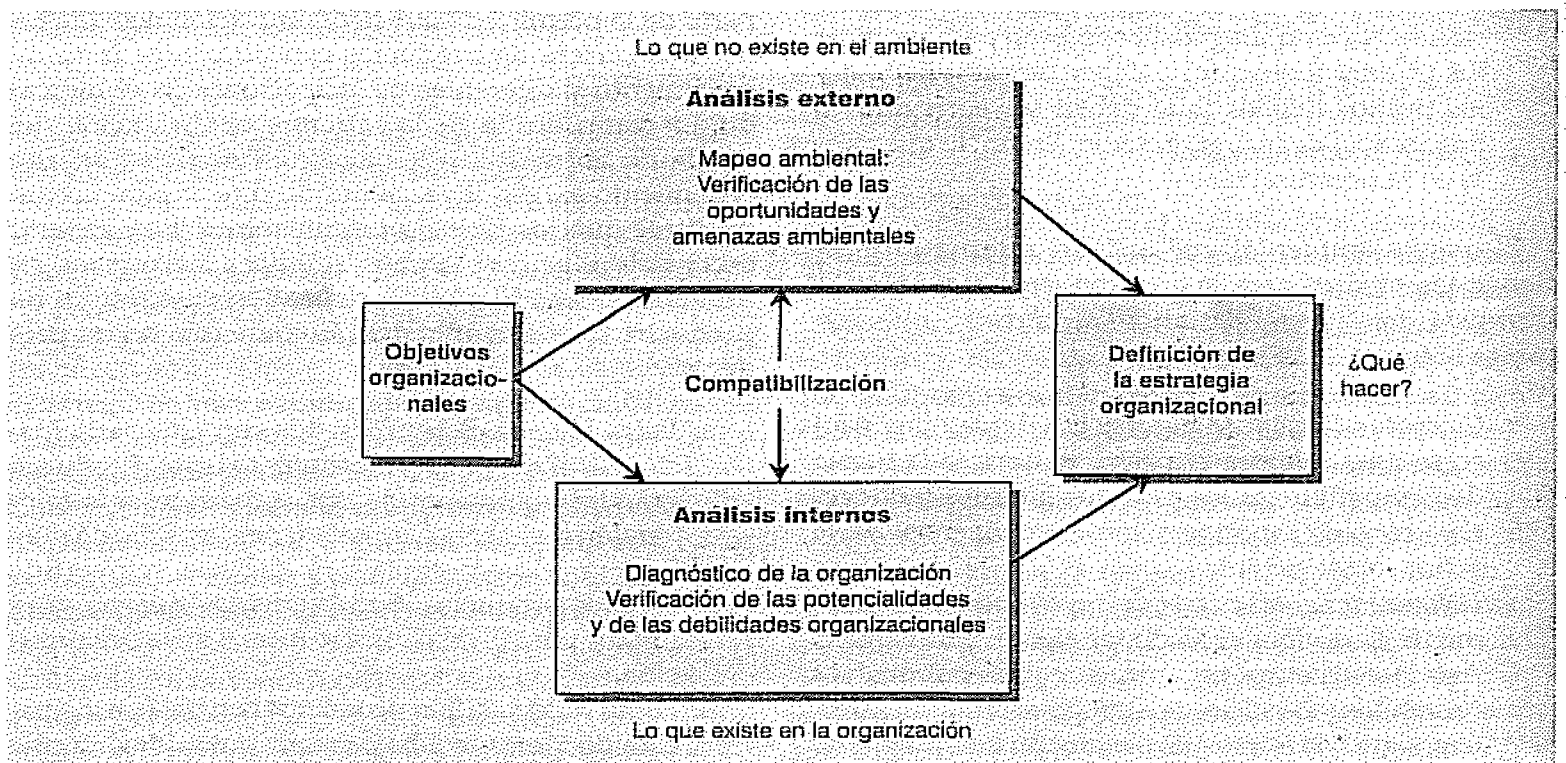 Lo que no existe en el ambiente
Análisis externo
Mapeo ambiental:
Verificación de las
oportunidades y
amenazas ambientales
Objetivos
organizacio-
nales
Compatibilización
Definición de
la estrategia
organizacional
¿Qué
hacer?
Análisis internos
Diagnóstico de la organización
Verificación de las potencialidades
y de las debilidades organizacionales
Lo que existe en la organización